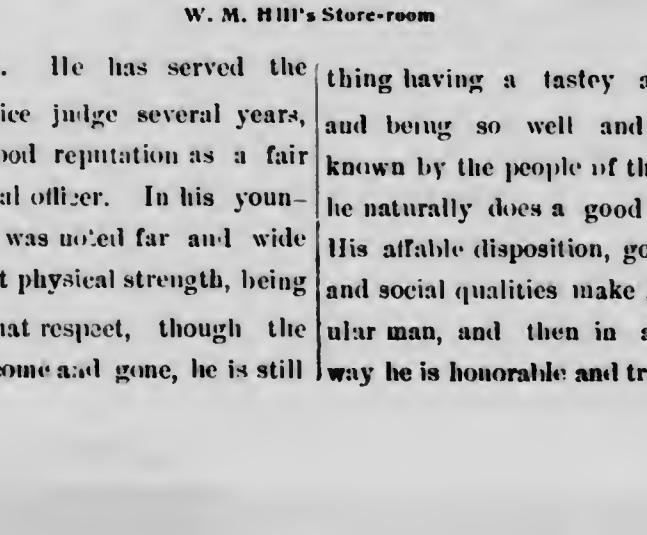 W. M. Hill's Store-room
. He has served the
ice judge several years,
ood reputation as a fair
al officer. In his youn-
was noted far and wide
t physical strength, being
hat respect, though the
come and gone, he is still
thing having a tastey a
and being so well and
known by the people of th
he naturally does a good
His affable disposition, go
and social qualities make
ular man, and then in a
way he is honorable and tr